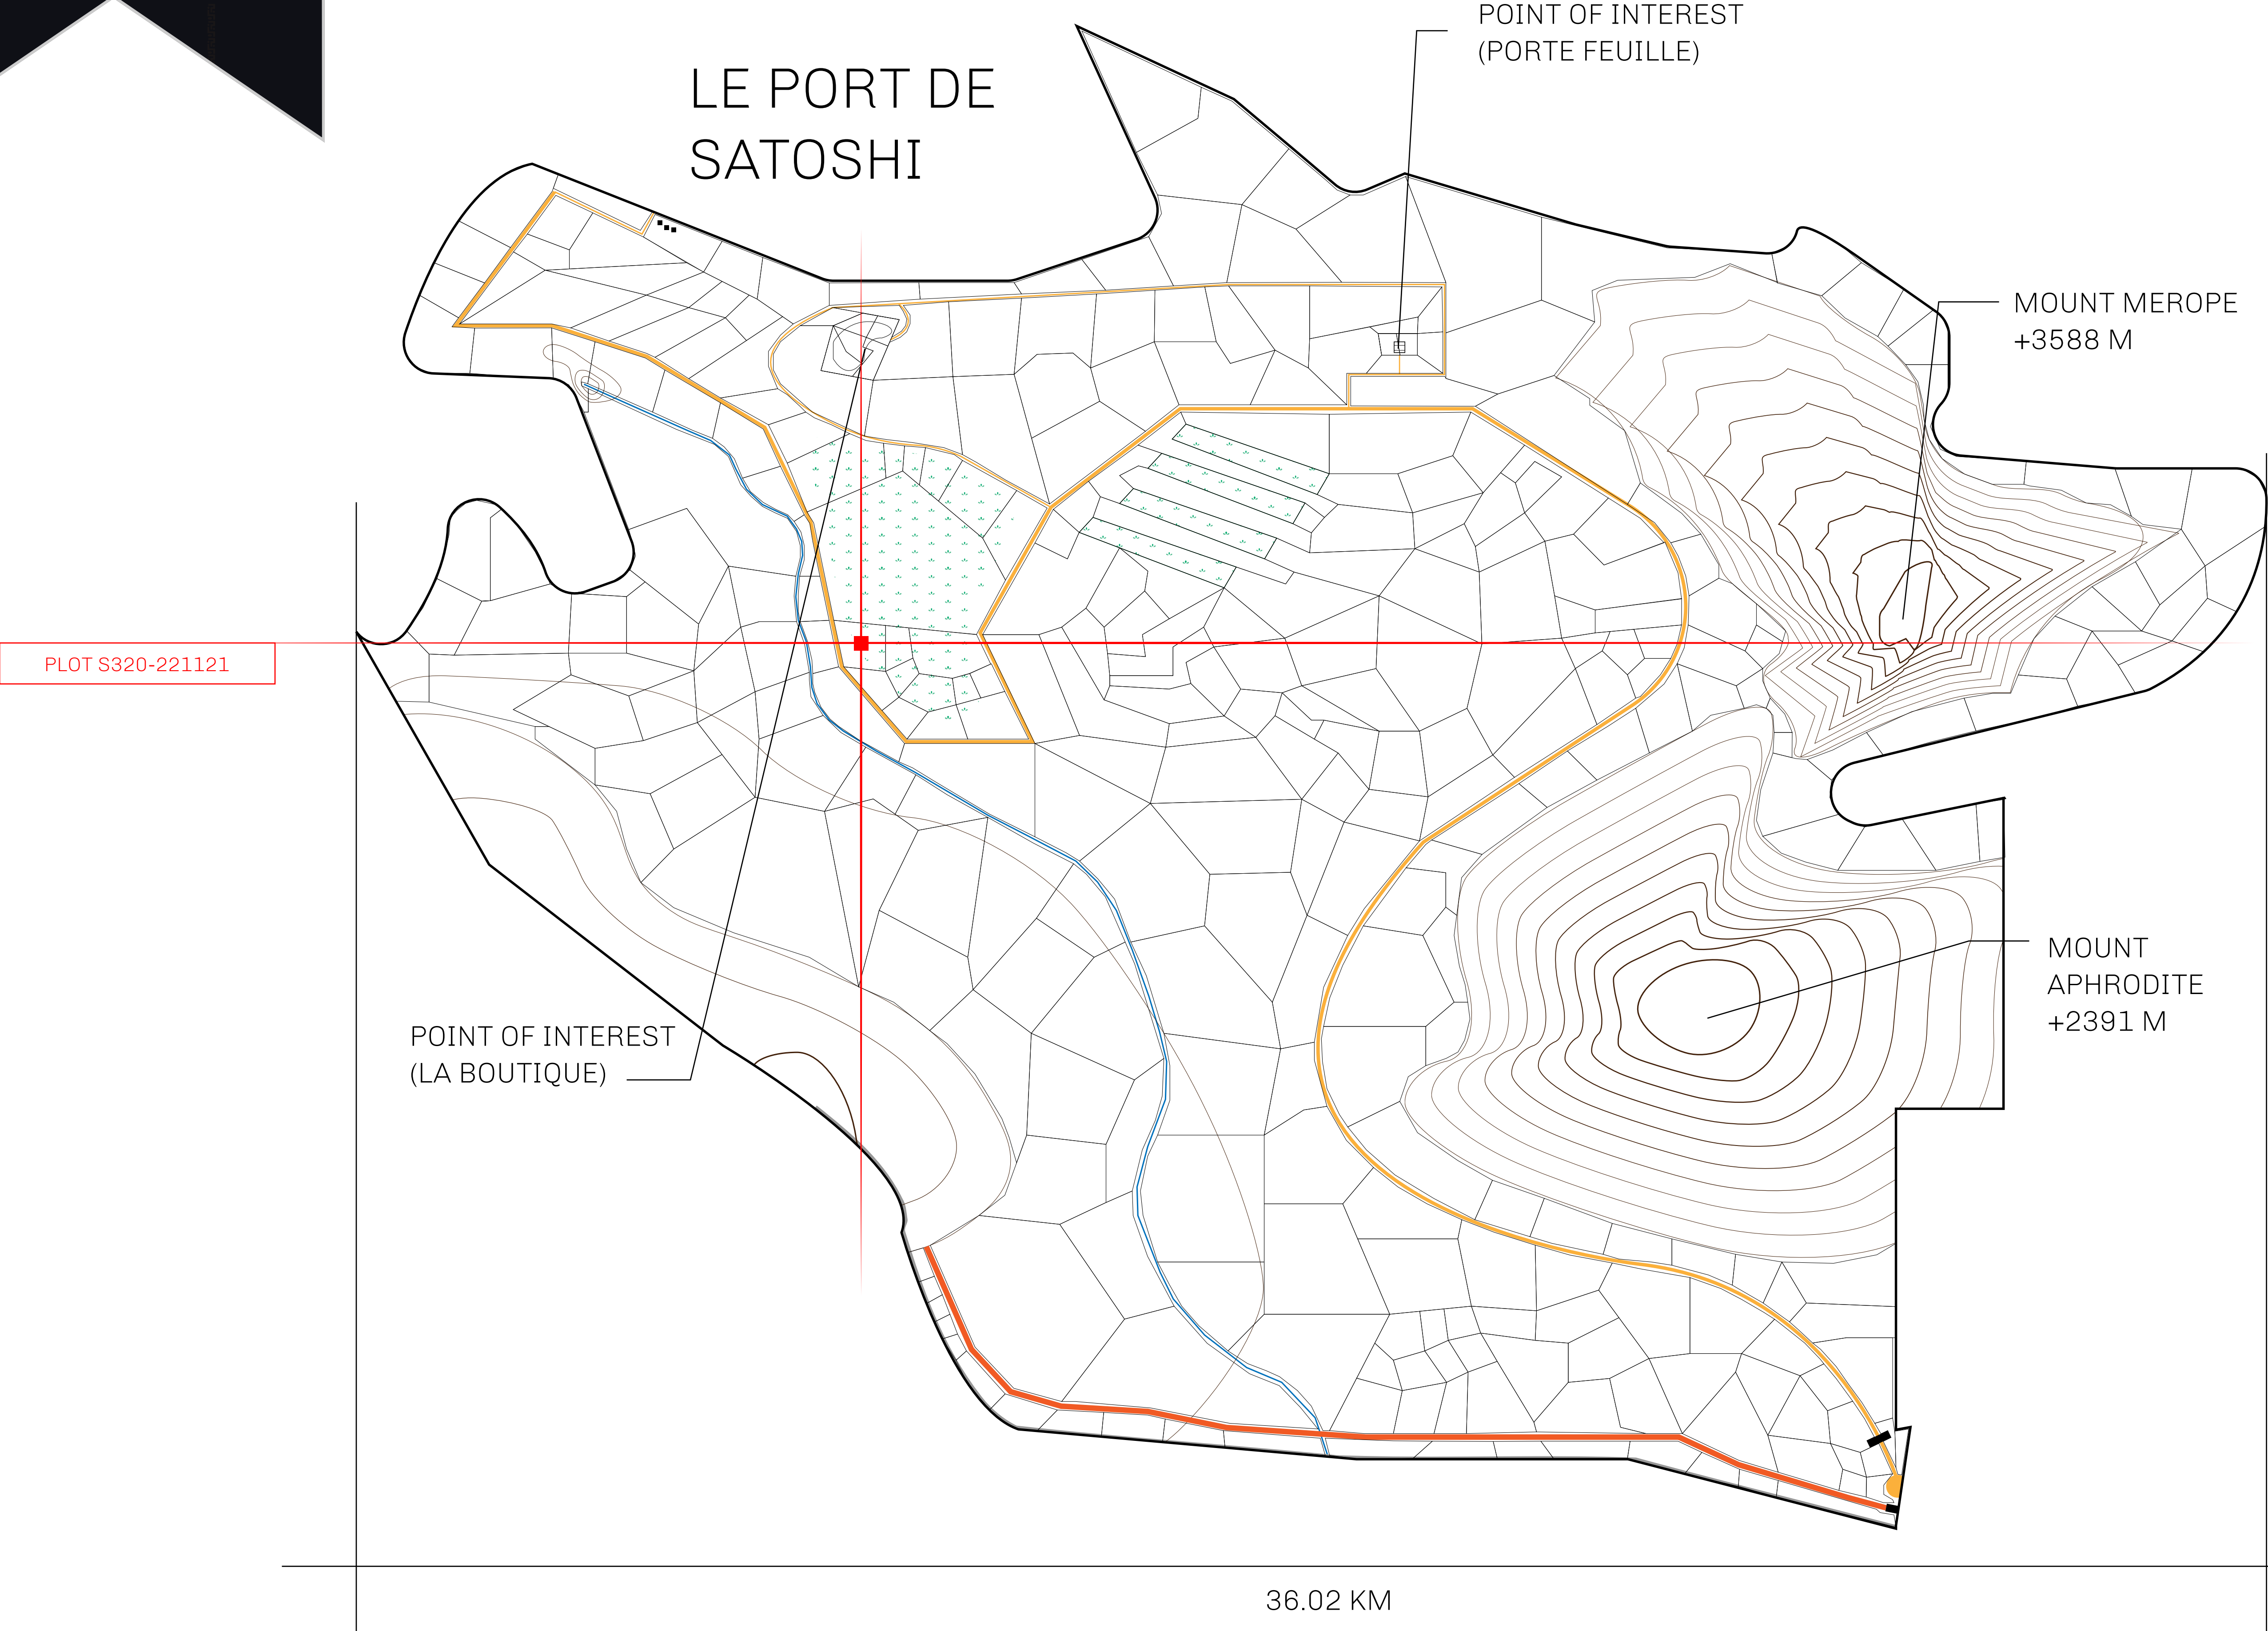 POINT OF INTEREST
(PORTE FEUILLE)
LE PORT DE
SATOSHI
MOUNT MEROPE
+3588 M
PLOT S320-221121
MOUNT
APHRODITE
+2391 M
POINT OF INTEREST
(LA BOUTIQUE)
36.02 KM